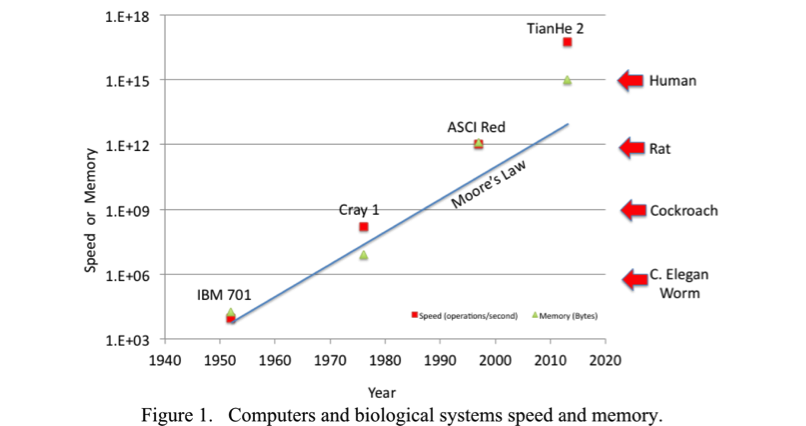 1.E+18
1.E+15
1.E+12
1.E+09
1.E+06
1.E+03
Speed or Memory
TianHe 2
ASCI Red
Cray 1
IBM 701
Moore's Law
Speed (operations/second) Memory (Bytes)
1940 1950 1960 1970 1980 1990 2000 2010 2020
Year
Human
Rat
Cockroach
C. Elegan
Worm
Figure 1. Computers and biological systems speed and memory.